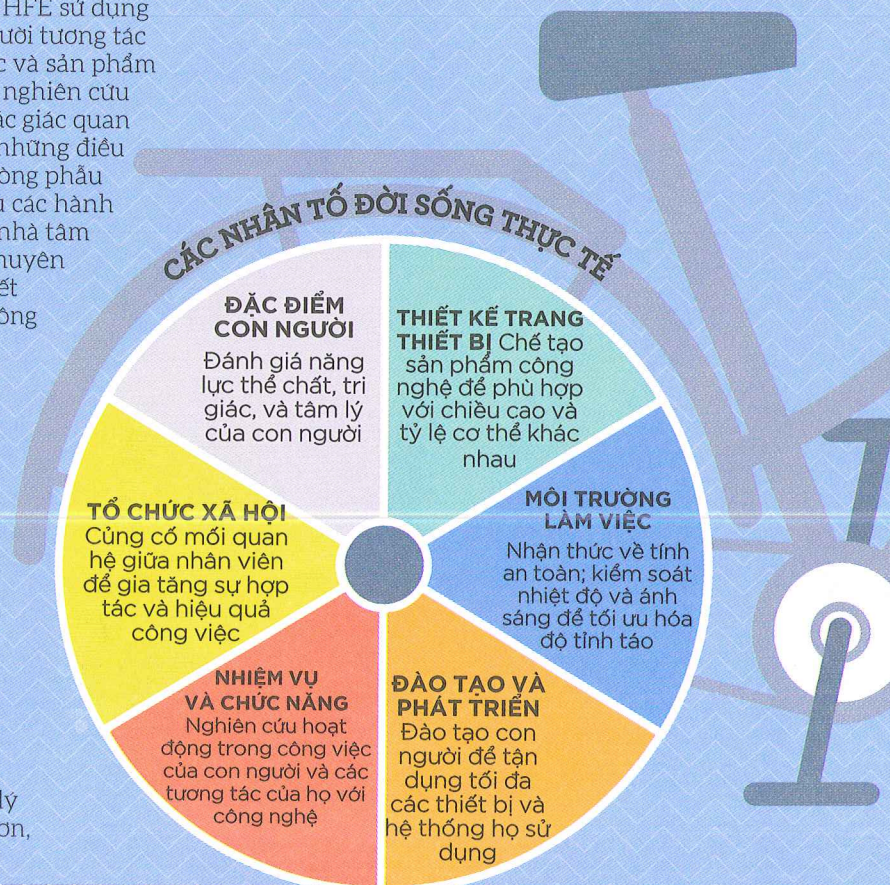 HFE sử dụng
tương tác
và sản phẩm
nghiên cứu
giác quan
những điều
phẫu
các hành
nhà tâm
CÁC NHÂN TỐ ĐỜI SỐNG THỰC TẾ
ĐẶC ĐIỂM
CON NGƯỜI
Đánh giá năng
lực thể chất, tri
giác, và tâm lý
của con người
THIẾT KẾ TRANG
THIẾT BỊ Chế tạo
sản phẩm công
nghệ để phù hợp
với chiều cao và
tỷ lệ cơ thể khác
nhau
MÔI TRƯỜNG
LÀM VIỆC
Nhận thức về tính
an toàn; kiểm soát
nhiệt độ và ánh
sáng để tối ưu hóa
độ tỉnh táo
ĐÀO TẠO VÀ
PHÁT TRIỂN
Đào tạo con
người để tận
dụng tối đa
các thiết bị và
hệ thống họ sử
dụng
NHIỆM VỤ
VÀ CHỨC NĂNG
Nghiên cứu hoạt
động trong công việc
của con người và các
tương tác của họ với
công nghệ
TỔ CHỨC XÃ HỘI
Củng cố mối quan
hệ giữa nhân viên
để gia tăng sự hợp
tác và hiệu quả
công việc